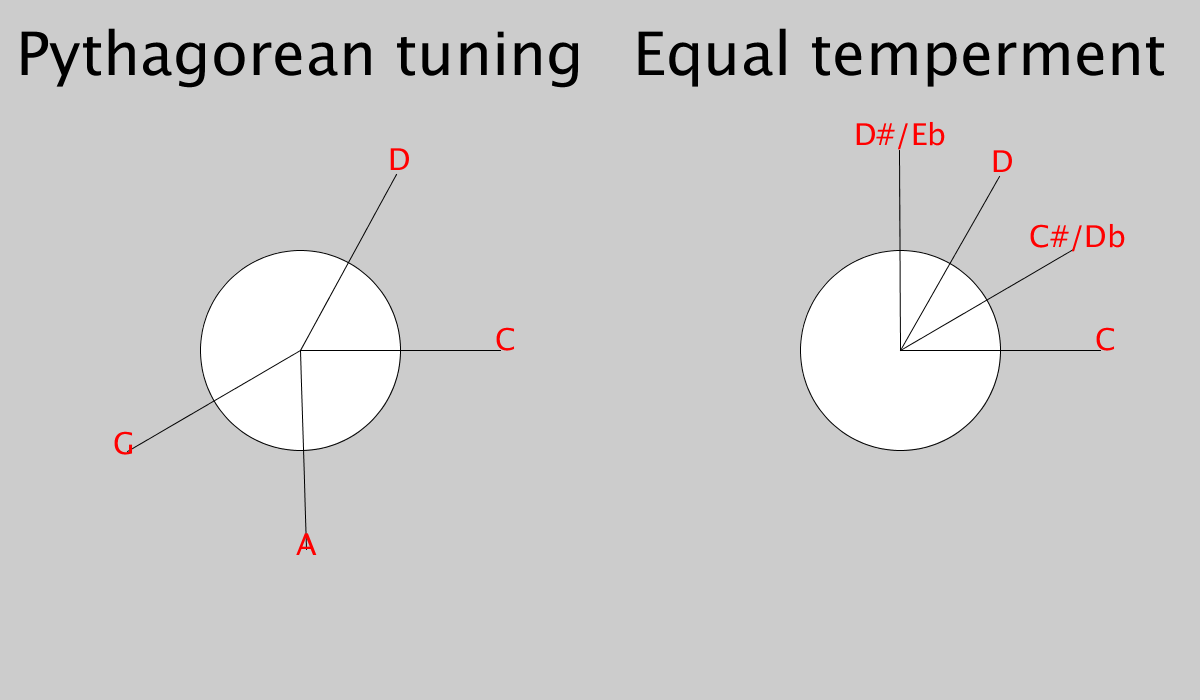 Pythagorean tuning
D
C
G
A
Equal temperment
D#/Eb
D
C#/Db
C